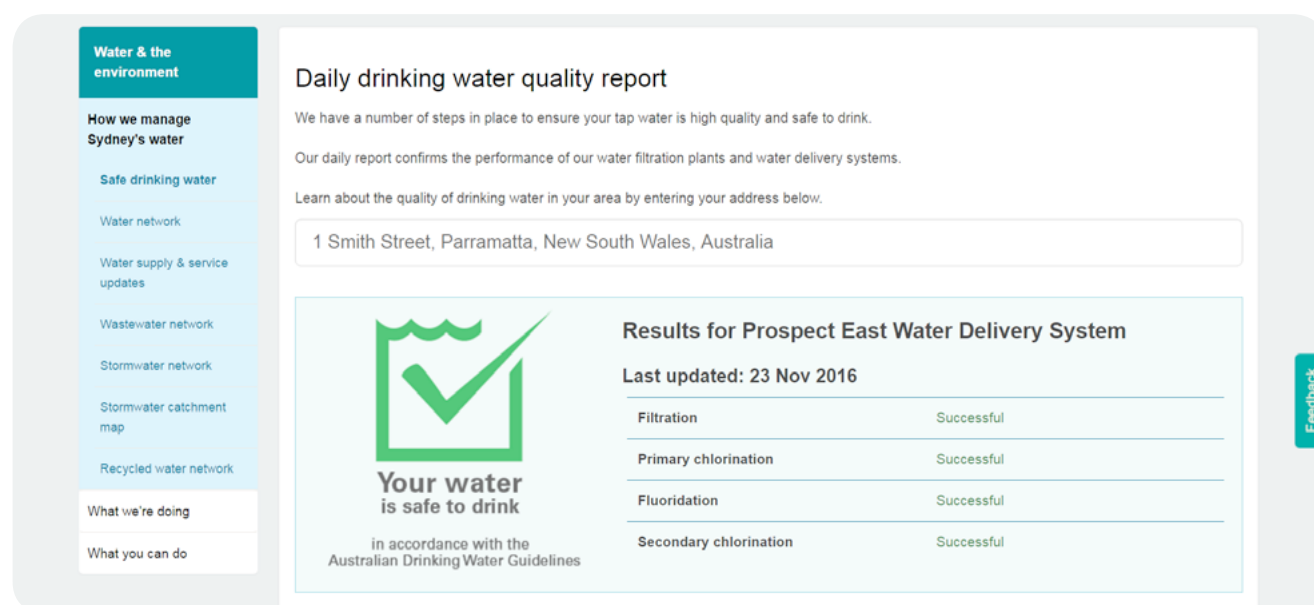 Water & the
environment
How we manage
Sydney's water
Safe drinking water
Water network
Water supply & service
updates
Wastewater network
Stormwater network
Stormwater catchment
map
Recycled water network
What we're doing
What you can do
Daily drinking water quality report
We have a number of steps in place to ensure your tap water is high quality and safe to drink.
Our daily report confirms the performance of our water filtration plants and water delivery systems.
Learn about the quality of drinking water in your area by entering your address below.
1 Smith Street, Parramatta, New South Wales, Australia
Your water
is safe to drink
in accordance with the
Australian Drinking Water Guidelines
Results for Prospect East Water Delivery System
Last updated: 23 Nov 2016
Filtration Successful
Primary chlorination Successful
Fluoridation Successful
Secondary chlorination Successful
Feedback